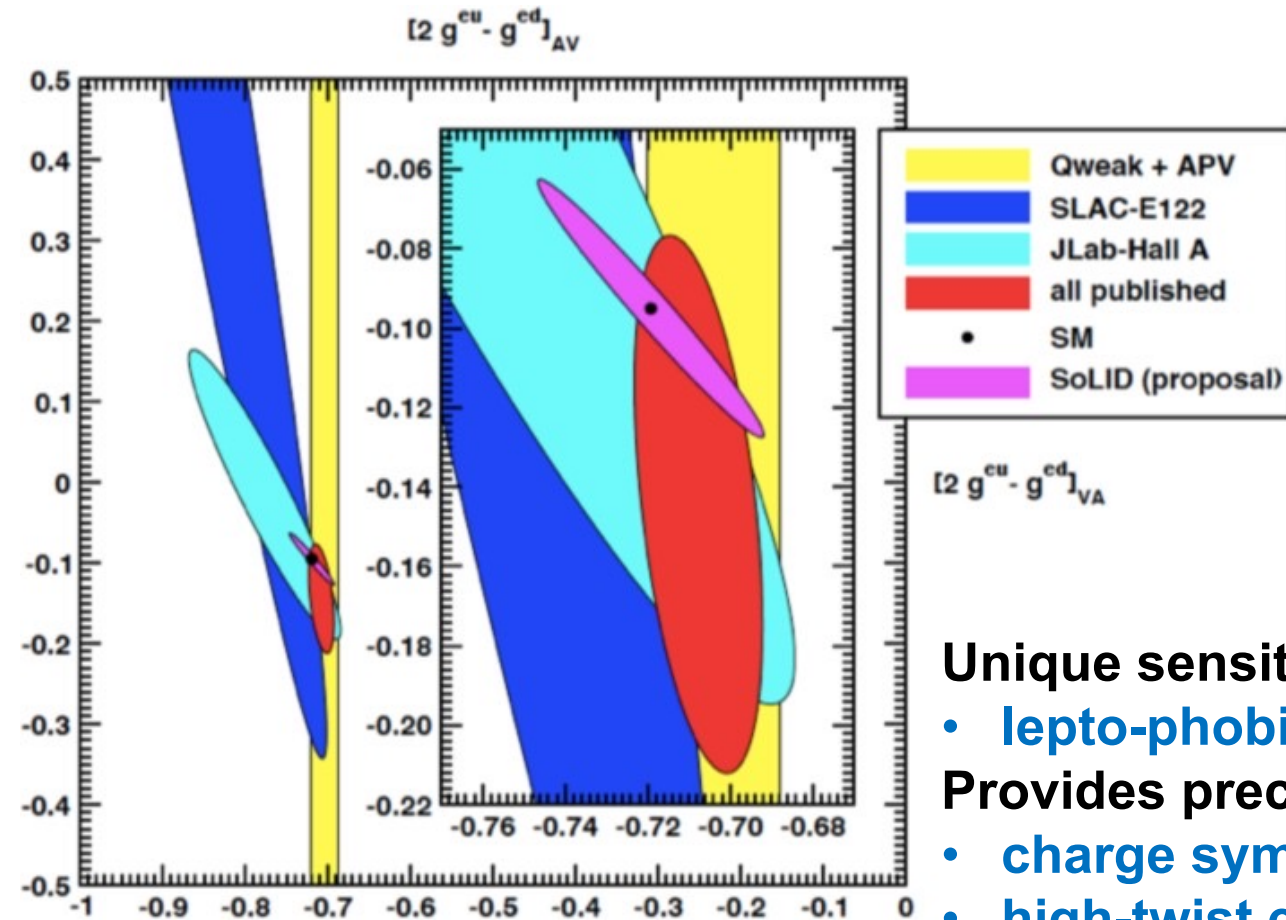 [2 g^eu - g^ed]_AV
0.5
0.4
0.3
0.2
0.1
0
-0.1
-0.2
-0.3
-0.4
-0.5
-1 -0.9 -0.8 -0.7 -0.6 -0.5 -0.4 -0.3 -0.2 -0.1 0
-0.06
-0.08
-0.10
-0.12
-0.14
-0.16
-0.18
-0.20
-0.22
-0.76 -0.74 -0.72 -0.70 -0.68
Qweak + APV
SLAC-E122
JLab-Hall A
all published
SM
SoLID (proposal)
[2 g^eu - g^ed]_VA
Unique sensit
• lepto-phobi
Provides prec
• charge sym
• high-twist